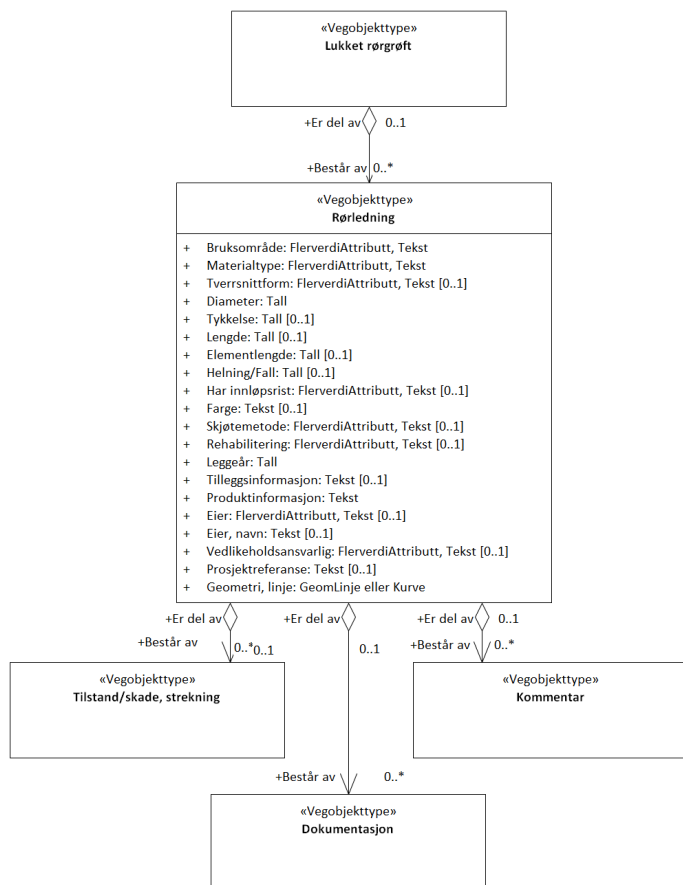 «Vegobjekttype»
Lukket rørgrøft
+Er del av 0..1
+Består av 0..*
«Vegobjekttype»
Rørledning
+ Bruksområde: FlerverdiAttributt, Tekst
+ Materialtype: FlerverdiAttributt, Tekst
+ Tverrsnittform: FlerverdiAttributt, Tekst [0..1]
+ Diameter: Tall
+ Tykkelse: Tall [0..1]
+ Lengde: Tall [0..1]
+ Elementlengde: Tall [0..1]
+ Helning/Fall: Tall [0..1]
+ Har innløpsrist: FlerverdiAttributt, Tekst [0..1]
+ Farge: Tekst [0..1]
+ Skjøtemetode: FlerverdiAttributt, Tekst [0..1]
+ Rehabilitering: FlerverdiAttributt, Tekst [0..1]
+ Leggeår: Tall
+ Tilleggsinformasjon: Tekst [0..1]
+ Produktinformasjon: Tekst
+ Eier: FlerverdiAttributt, Tekst [0..1]
+ Eier, navn: Tekst [0..1]
+ Vedlikeholdsansvarlig: FlerverdiAttributt, Tekst [0..1]
+ Prosjektreferanse: Tekst [0..1]
+ Geometri, linje: GeomLinje eller Kurve
+Er del av +Er del av +Er del av 0..1
+Består av 0..* 0..1 0..1 +Består av 0..*
«Vegobjekttype»
Tilstand/skade, strekning
«Vegobjekttype»
Kommentar
+Består av 0..*
«Vegobjekttype»
Dokumentasjon